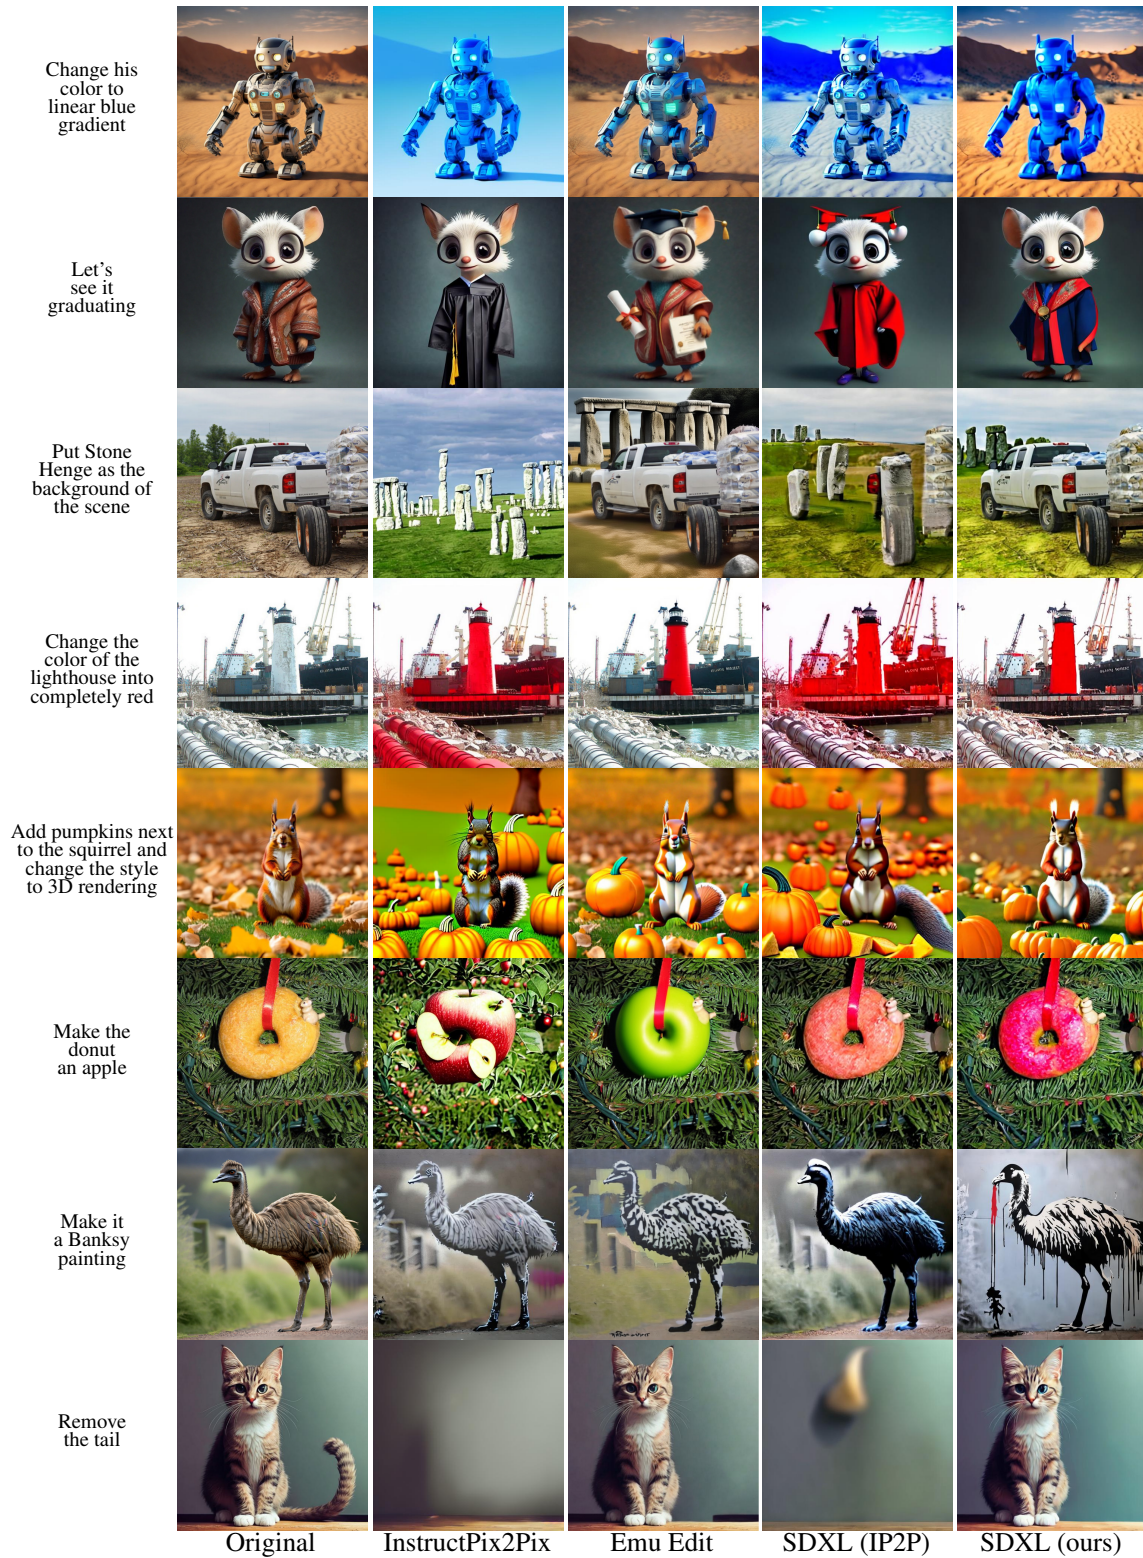 Change his
color to
linear blue
gradient
Let's
see it
graduating
Put Stone
Henge as the
background of
the scene
Change the
color of the
lighthouse into
completely red
Add pumpkins next
to the squirrel and
change the style
to 3D rendering
Make the
donut
an apple
Make it
a Banksy
painting
Remove
the tail
Original InstructPix2Pix Emu Edit SDXL (IP2P) SDXL (ours)